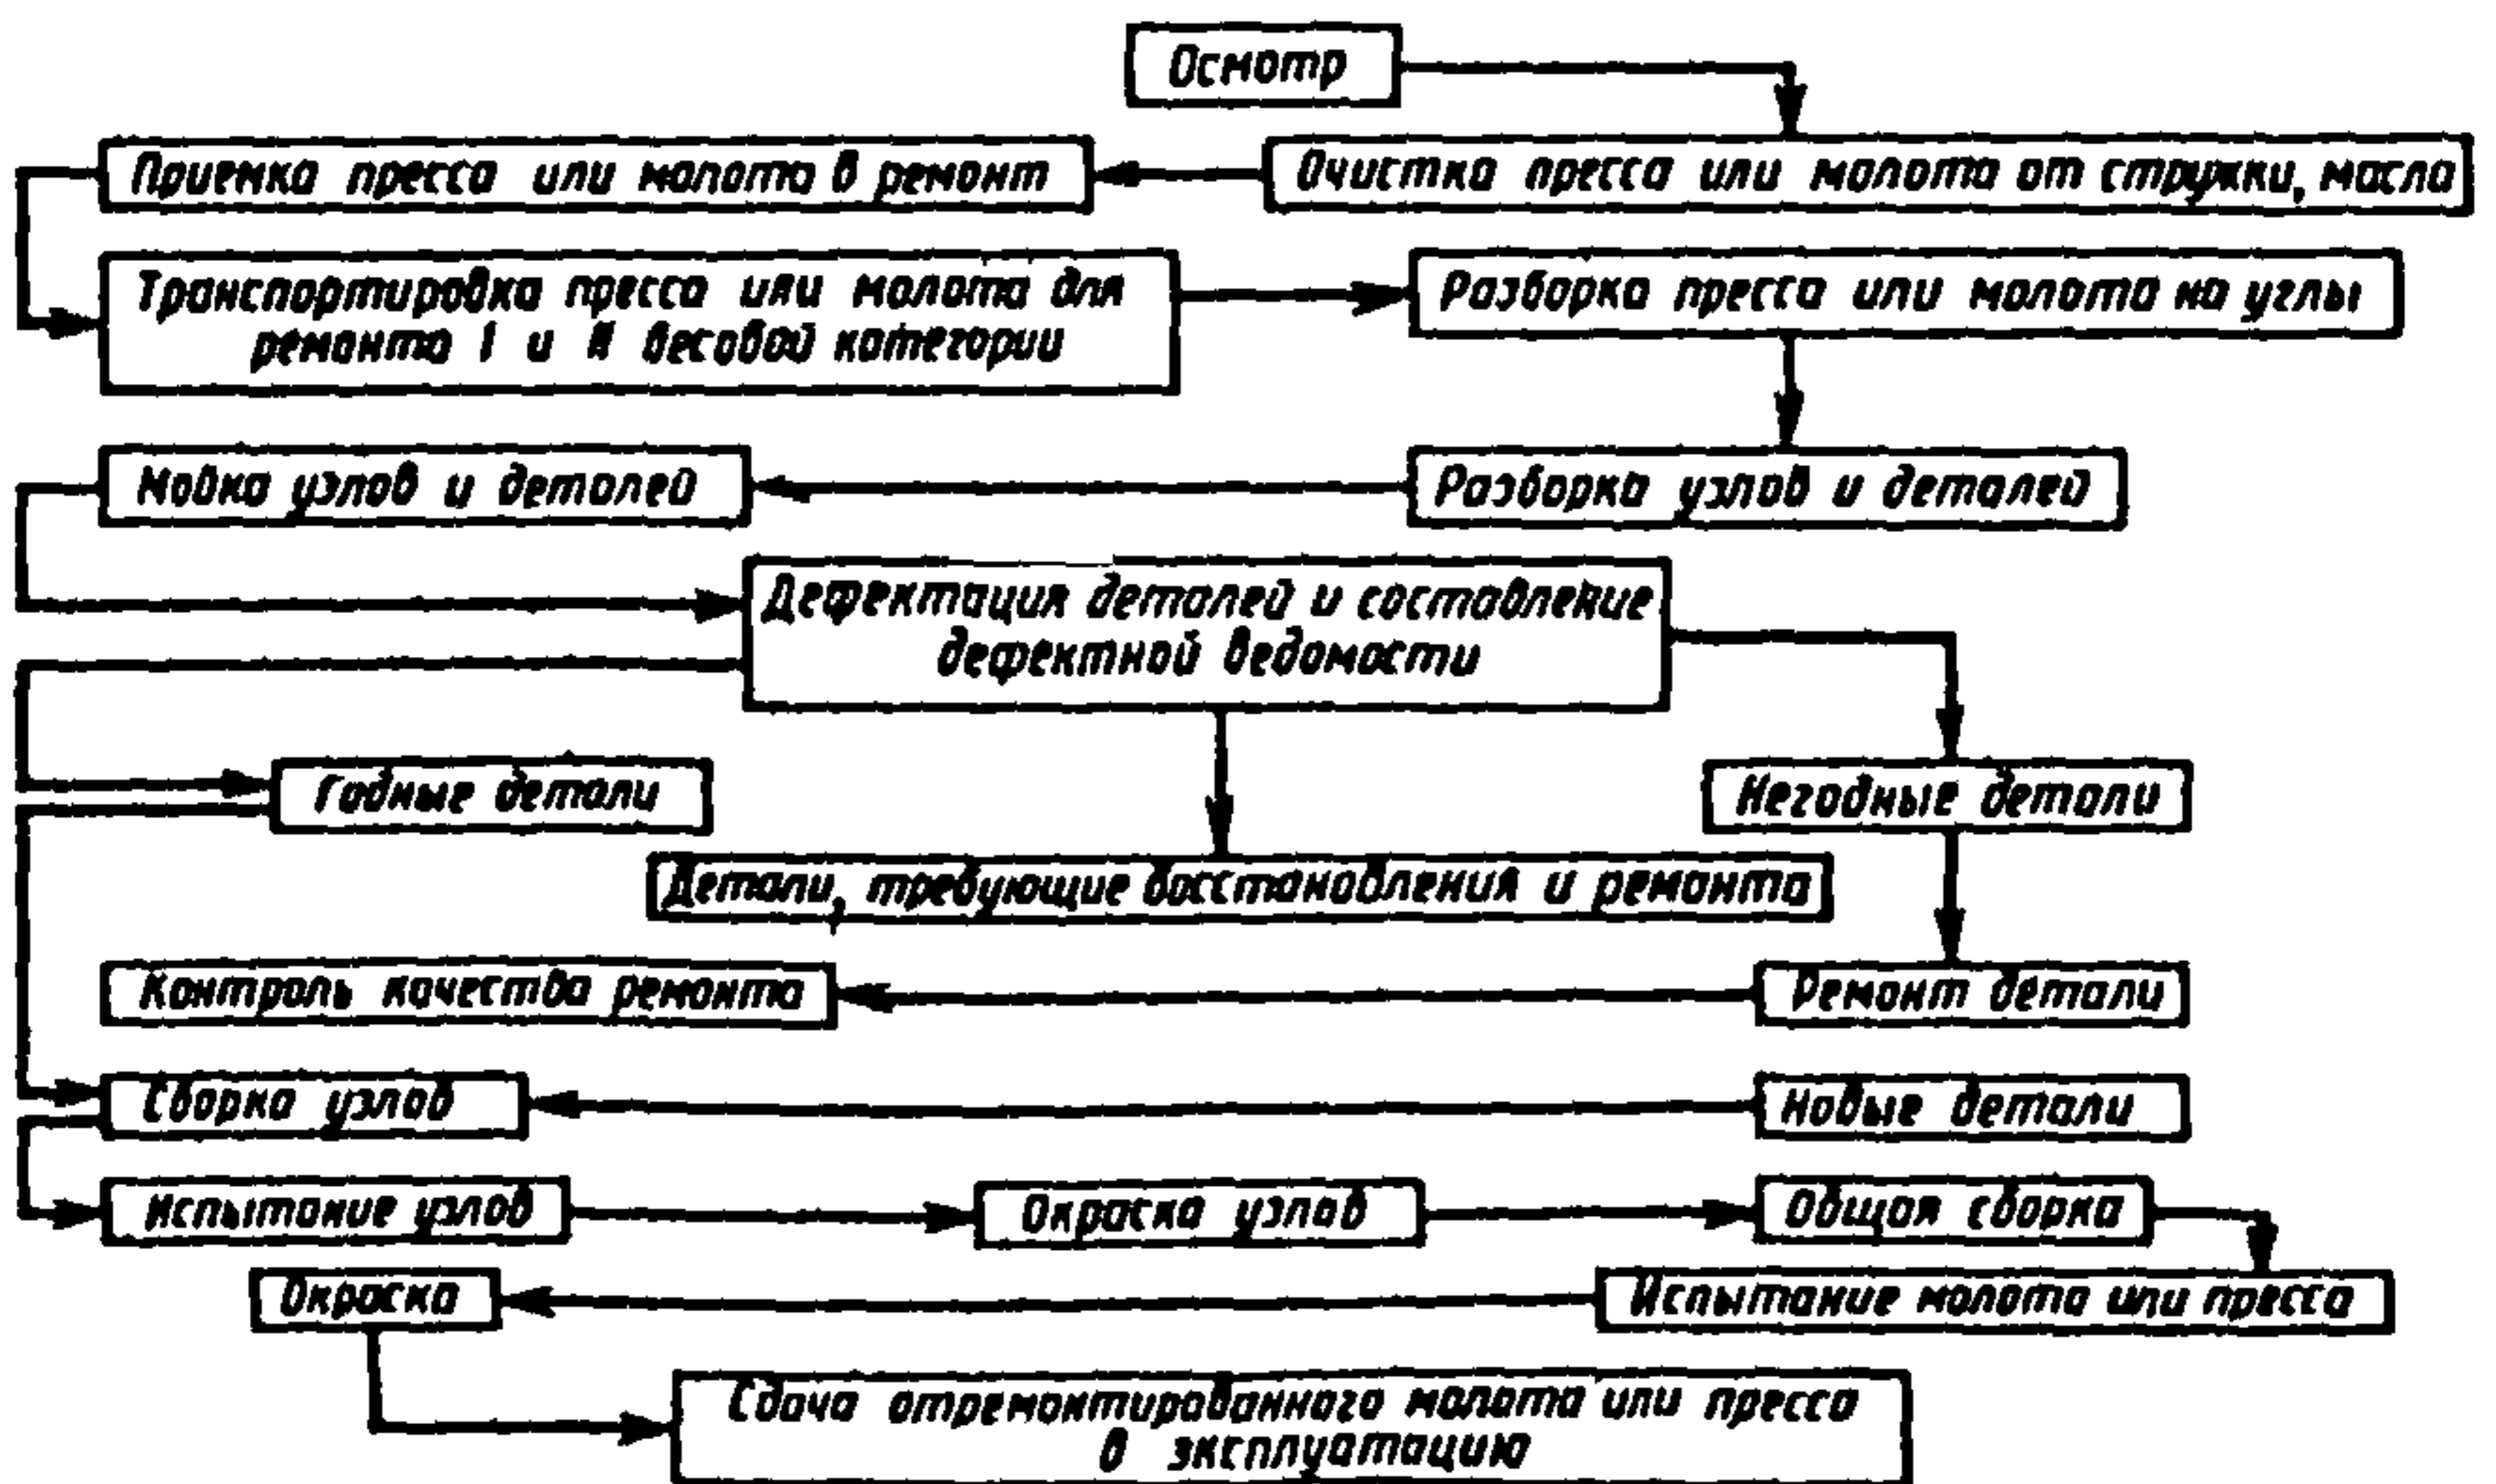 Осмотр
Приемка пресса или молота в ремонт
Очистка пресса или молота от стружки, масла
Транспортировка пресса или молота для
ремонта I и II весовой категории
Разборка пресса или молота на углы
Мовка узлов и деталей
Разборка узлов и деталей
Дефектация деталей и составление
дефектной ведомости
Годные детали
Негодные детали
Детали, требующие восстановления и ремонта
Контроль качества ремонта
Ремонт детали
Сборка узлов
Новые детали
Испытание узлов
Окраска узлов
Общая сборка
Окраска
Испытание молота или пресса
Сдача отремонтированного молота или пресса
в эксплуатацию